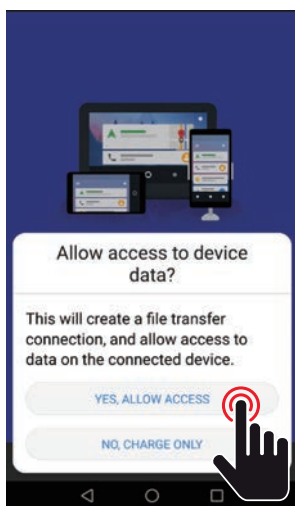 Allow access to device
data?
This will create a file transfer
connection, and allow access to
data on the connected device.
YES, ALLOW ACCESS
NO, CHARGE ONLY